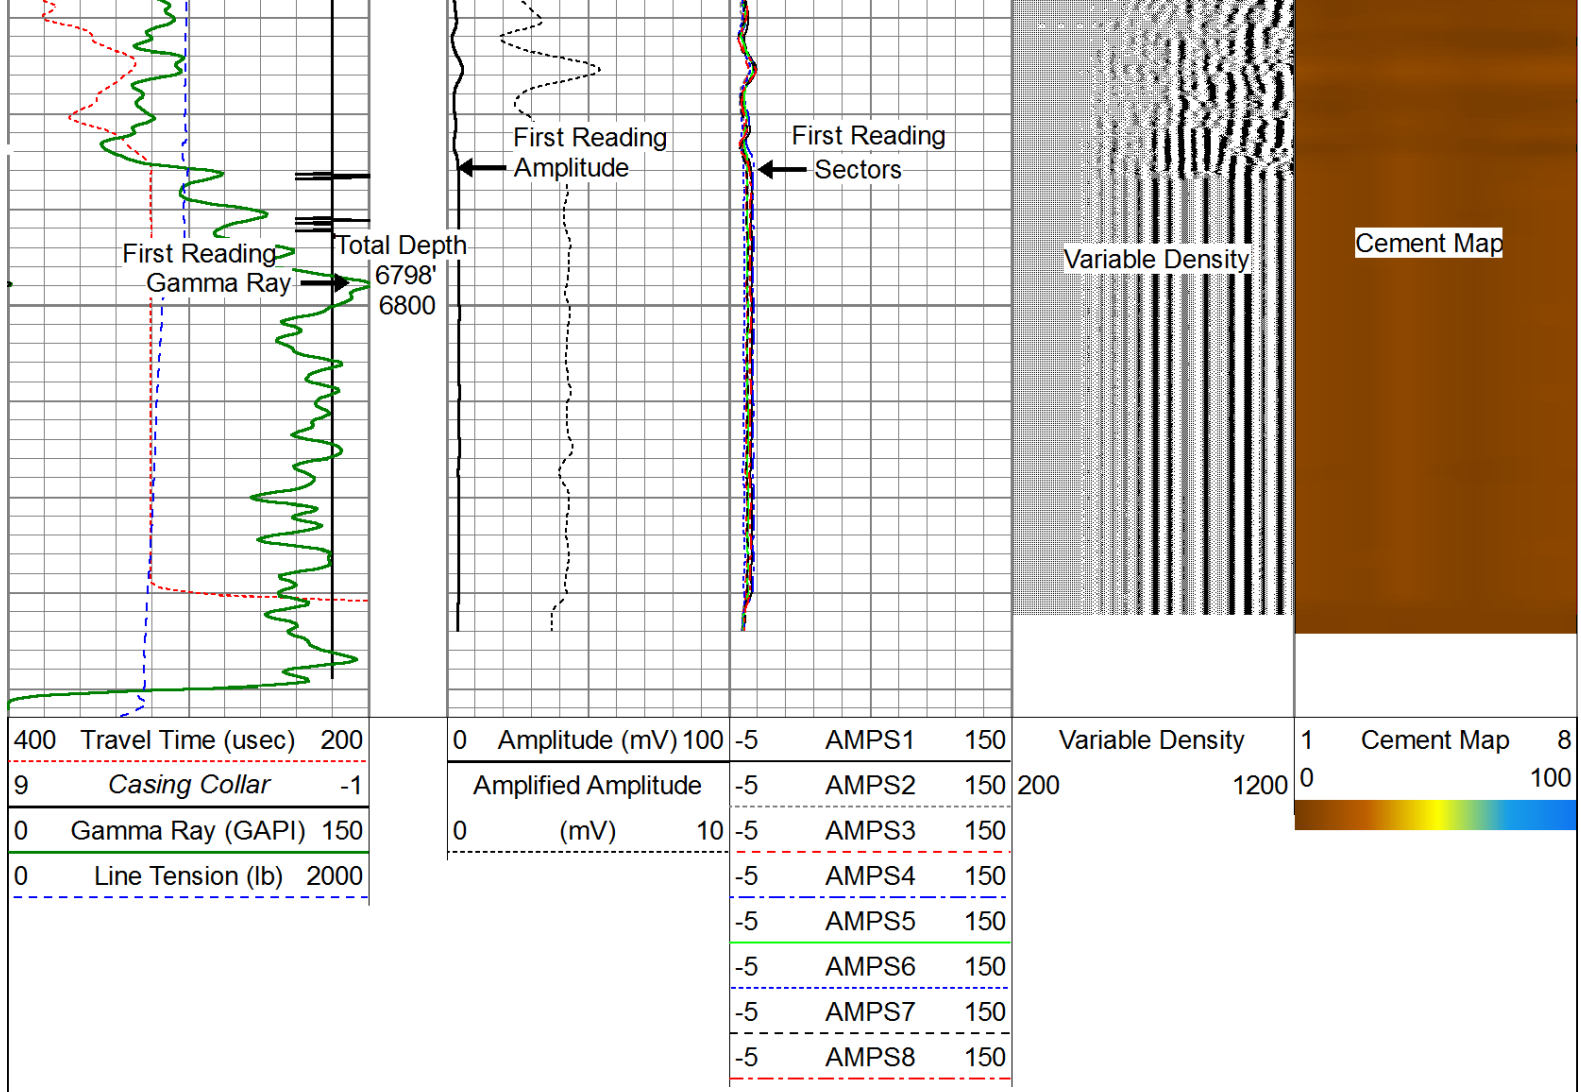 First Reading
Amplitude
First Reading
Sectors
First Reading
Gamma Ray
Total Depth
6798'
6800
Variable Density
Cement Map
400 Travel Time (usec) 200
9 Casing Collar -1
0 Gamma Ray (GAPI) 150
0 Line Tension (lb) 2000
0 Amplitude (mV) 100
Amplified Amplitude
0 (mV) 10
-5 AMPS1 150
-5 AMPS2 150
-5 AMPS3 150
-5 AMPS4 150
-5 AMPS5 150
-5 AMPS6 150
-5 AMPS7 150
-5 AMPS8 150
Variable Density
200 1200
1 Cement Map 8
0 100